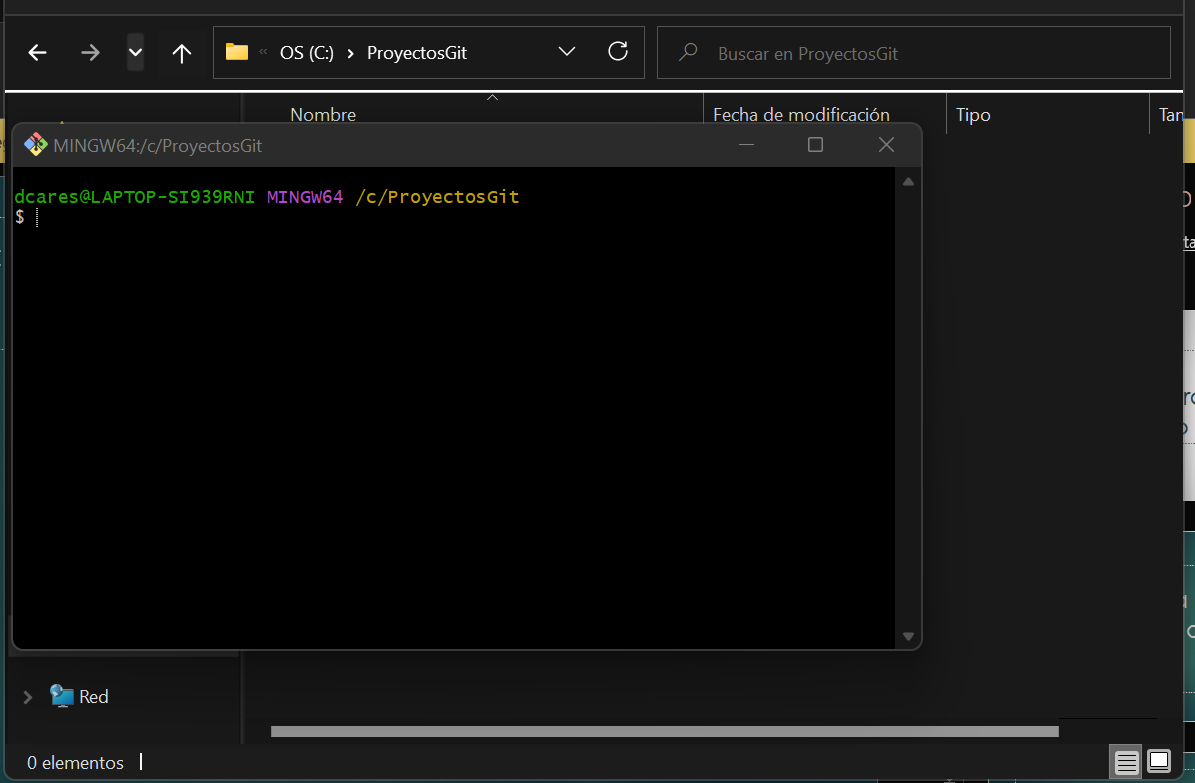 « OS (C:) › ProyectosGit
Buscar en ProyectosGit
Nombre
Fecha de modificación
Tipo
MINGW64:/c/ProyectosGit
dcares@LAPTOP-SI939RNI MINGW64 /c/ProyectosGit
$
Red
0 elementos